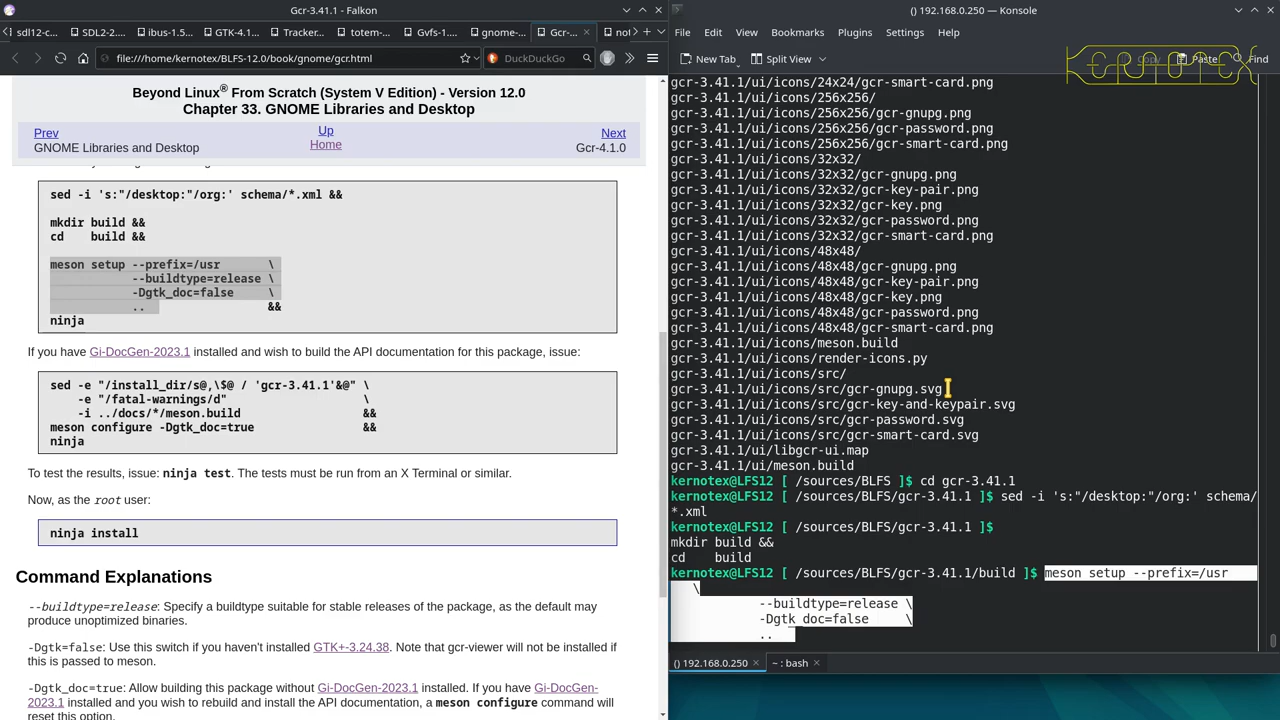 Gcr-3.41.1 — Falkon
sdl12-c...
SDL2-2....
ibus-1.5...
GTK-4.1...
Tracker...
totem-...
Gvfs-1....
gnome-...
Gcr-...
not
file:///home/kernotex/BLFS-12.0/book/gnome/gcr.html
DuckDuckGo
Beyond Linux® From Scratch (System V Edition) - Version 12.0
Chapter 33. GNOME Libraries and Desktop
Prev
Up
Next
GNOME Libraries and Desktop
Home
Gcr-4.1.0
sed -i 's:"/desktop:"/org:' schema/*.xml &&
mkdir build &&
cd    build &&
meson setup --prefix=/usr       \
            --buildtype=release \
            -Dgtk_doc=false     \
            ..                  &&
ninja
If you have Gi-DocGen-2023.1 installed and wish to build the API documentation for this package, issue:
sed -e "/install_dir/s@,\$@ / 'gcr-3.41.1'&@" \
    -e "/fatal-warnings/d"                    \
    -i ../docs/*/meson.build                  &&
meson configure -Dgtk_doc=true                &&
ninja
To test the results, issue: ninja test. The tests must be run from an X Terminal or similar.
Now, as the root user:
ninja install
Command Explanations
--buildtype=release: Specify a buildtype suitable for stable releases of the package, as the default may
produce unoptimized binaries.
-Dgtk=false: Use this switch if you haven't installed GTK+-3.24.38. Note that gcr-viewer will not be installed if
this is passed to meson.
-Dgtk_doc=true: Allow building this package without Gi-DocGen-2023.1 installed. If you have Gi-DocGen-
2023.1 installed and you wish to rebuild and install the API documentation, a meson configure command will
reset this option.
() 192.168.0.250 — Konsole
File
Edit
View
Bookmarks
Plugins
Settings
Help
New Tab
Split View
Copy
Paste
Find
KERNOTEX
gcr-3.41.1/ui/icons/24x24/gcr-smart-card.png
gcr-3.41.1/ui/icons/256x256/
gcr-3.41.1/ui/icons/256x256/gcr-gnupg.png
gcr-3.41.1/ui/icons/256x256/gcr-password.png
gcr-3.41.1/ui/icons/256x256/gcr-smart-card.png
gcr-3.41.1/ui/icons/32x32/
gcr-3.41.1/ui/icons/32x32/gcr-gnupg.png
gcr-3.41.1/ui/icons/32x32/gcr-key-pair.png
gcr-3.41.1/ui/icons/32x32/gcr-key.png
gcr-3.41.1/ui/icons/32x32/gcr-password.png
gcr-3.41.1/ui/icons/32x32/gcr-smart-card.png
gcr-3.41.1/ui/icons/48x48/
gcr-3.41.1/ui/icons/48x48/gcr-gnupg.png
gcr-3.41.1/ui/icons/48x48/gcr-key-pair.png
gcr-3.41.1/ui/icons/48x48/gcr-key.png
gcr-3.41.1/ui/icons/48x48/gcr-password.png
gcr-3.41.1/ui/icons/48x48/gcr-smart-card.png
gcr-3.41.1/ui/icons/meson.build
gcr-3.41.1/ui/icons/render-icons.py
gcr-3.41.1/ui/icons/src/
gcr-3.41.1/ui/icons/src/gcr-gnupg.svg
gcr-3.41.1/ui/icons/src/gcr-key-and-keypair.svg
gcr-3.41.1/ui/icons/src/gcr-password.svg
gcr-3.41.1/ui/icons/src/gcr-smart-card.svg
gcr-3.41.1/ui/libgcr-ui.map
gcr-3.41.1/ui/meson.build
kernotex@LFS12 [ /sources/BLFS ]$ cd gcr-3.41.1
kernotex@LFS12 [ /sources/BLFS/gcr-3.41.1 ]$ sed -i 's:"/desktop:"/org:' schema/
*.xml
kernotex@LFS12 [ /sources/BLFS/gcr-3.41.1 ]$
mkdir build &&
cd    build
kernotex@LFS12 [ /sources/BLFS/gcr-3.41.1/build ]$ meson setup --prefix=/usr
   \
            --buildtype=release \
            -Dgtk_doc=false     \
            ..
() 192.168.0.250
~ : bash